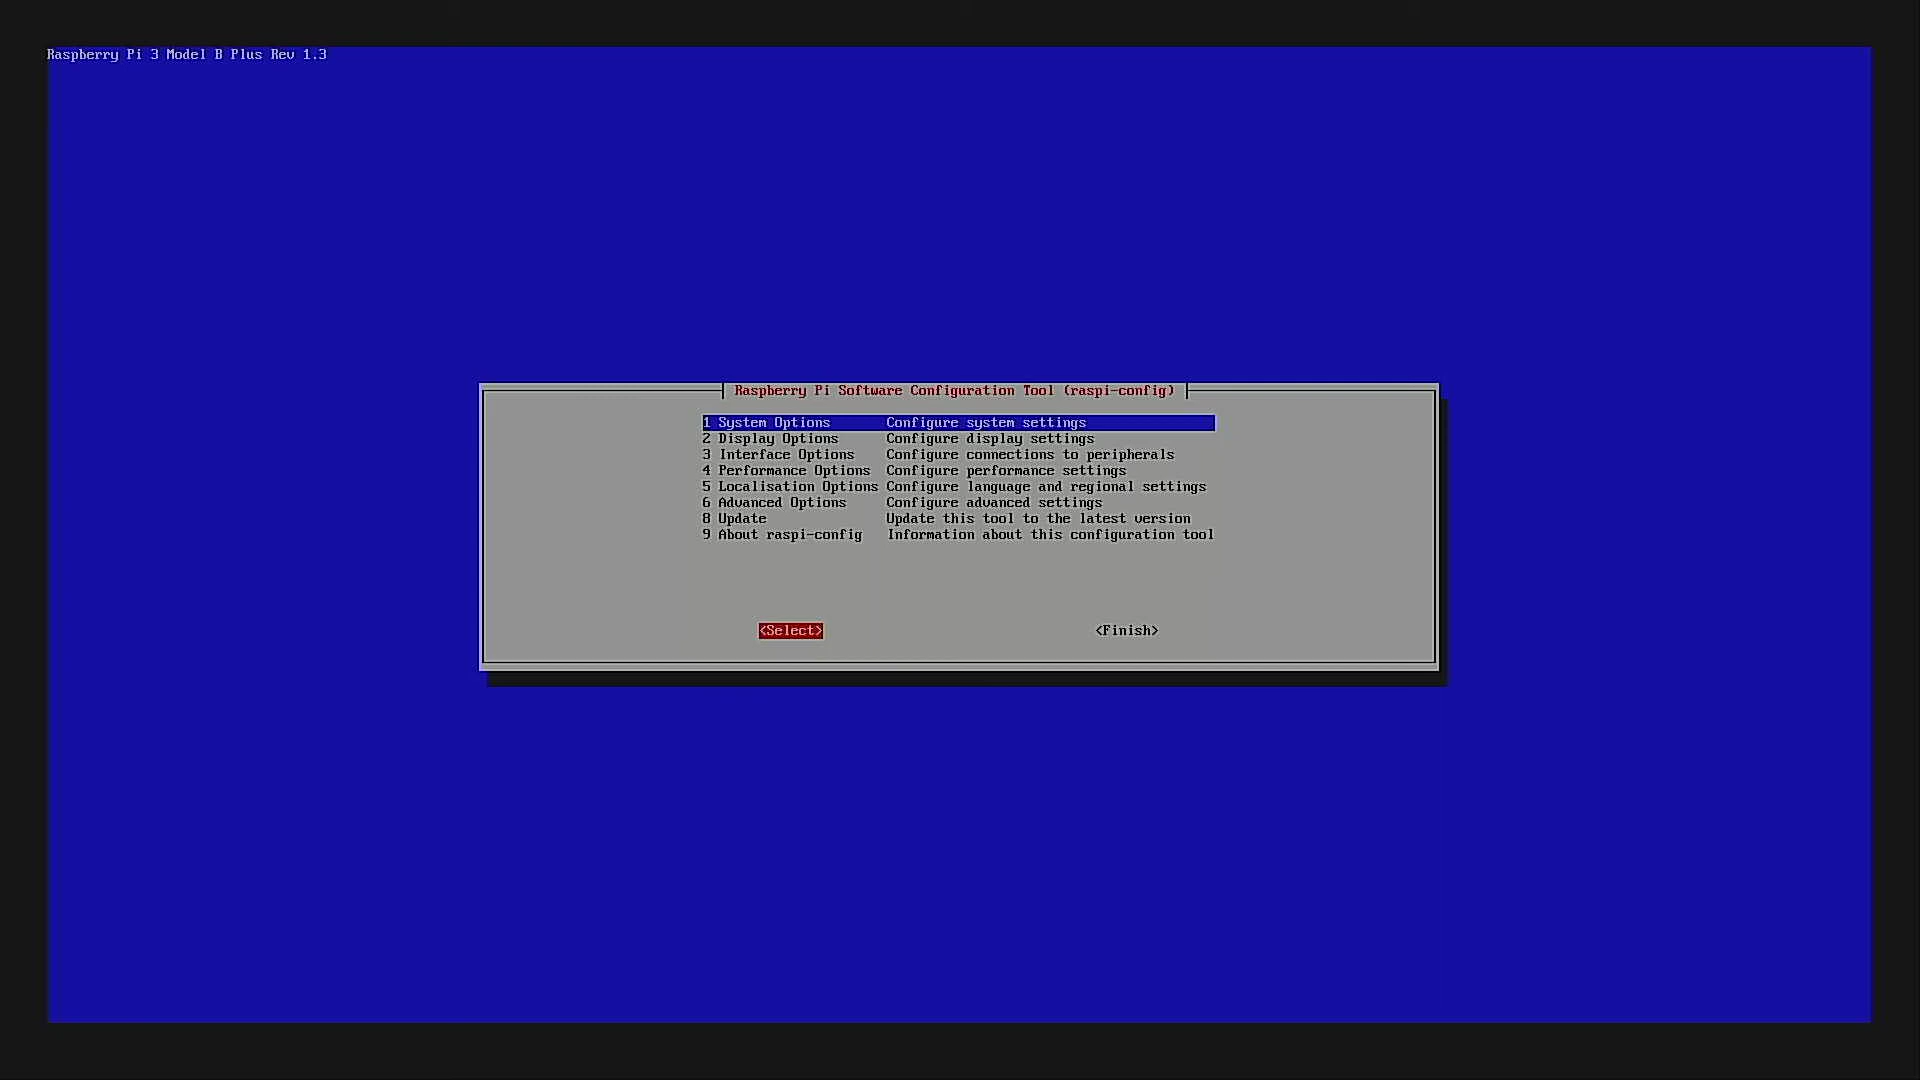 Raspberry Pi 3 Model B Plus Rev 1.3
Raspberry Pi Software Configuration Tool (raspi-config)
1 System Options Configure system settings
2 Display Options Configure display settings
3 Interface Options Configure connections to peripherals
4 Performance Options Configure performance settings
5 Localisation Options Configure language and regional settings
6 Advanced Options Configure advanced settings
8 Update Update this tool to the latest version
9 About raspi-config Information about this configuration tool
<Select> <Finish>